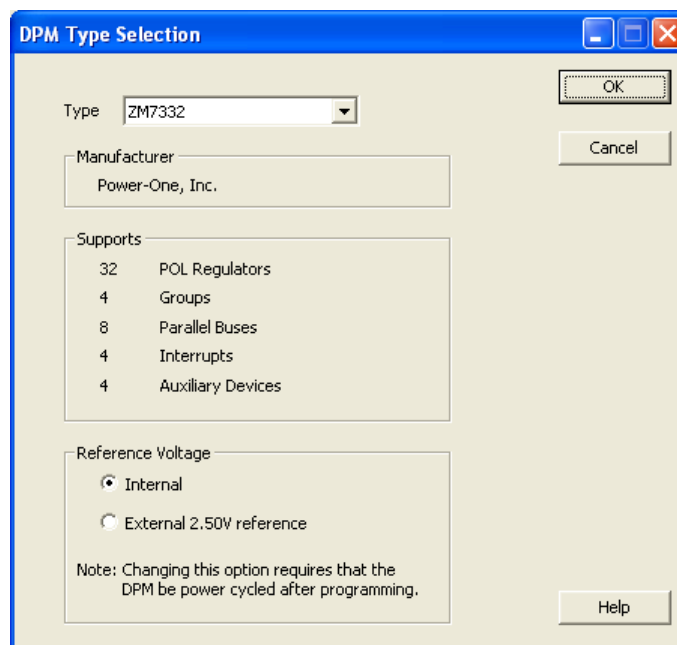 DPM Type Selection
Type ZM7332
OK
Cancel
Manufacturer
Power-One, Inc.
Supports
32 POL Regulators
4 Groups
8 Parallel Buses
4 Interrupts
4 Auxiliary Devices
Reference Voltage
Internal
External 2.50V reference
Note: Changing this option requires that the
DPM be power cycled after programming.
Help